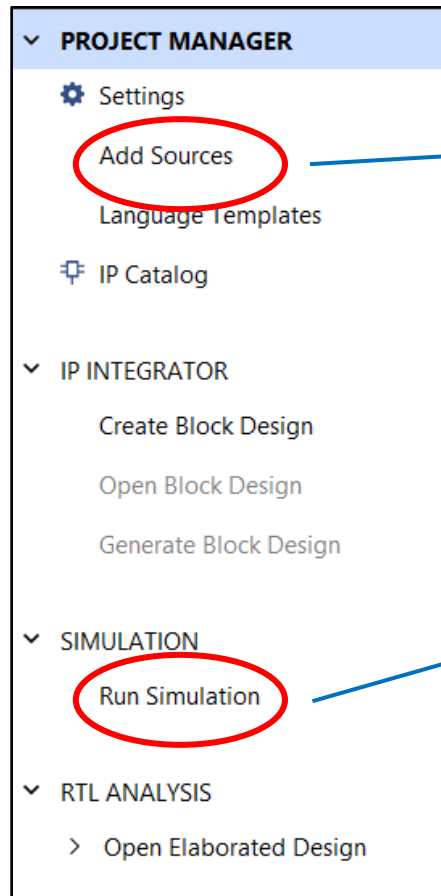 PROJECT MANAGER
Settings
Add Sources
Language Templates
IP Catalog
IP INTEGRATOR
Create Block Design
Open Block Design
Generate Block Design
SIMULATION
Run Simulation
RTL ANALYSIS
Open Elaborated Design